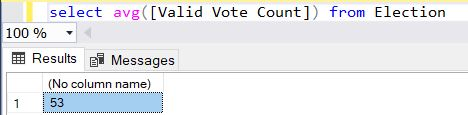 select avg([Valid Vote Count]) from Election
100 %
Results Messages
(No column name)
1 53